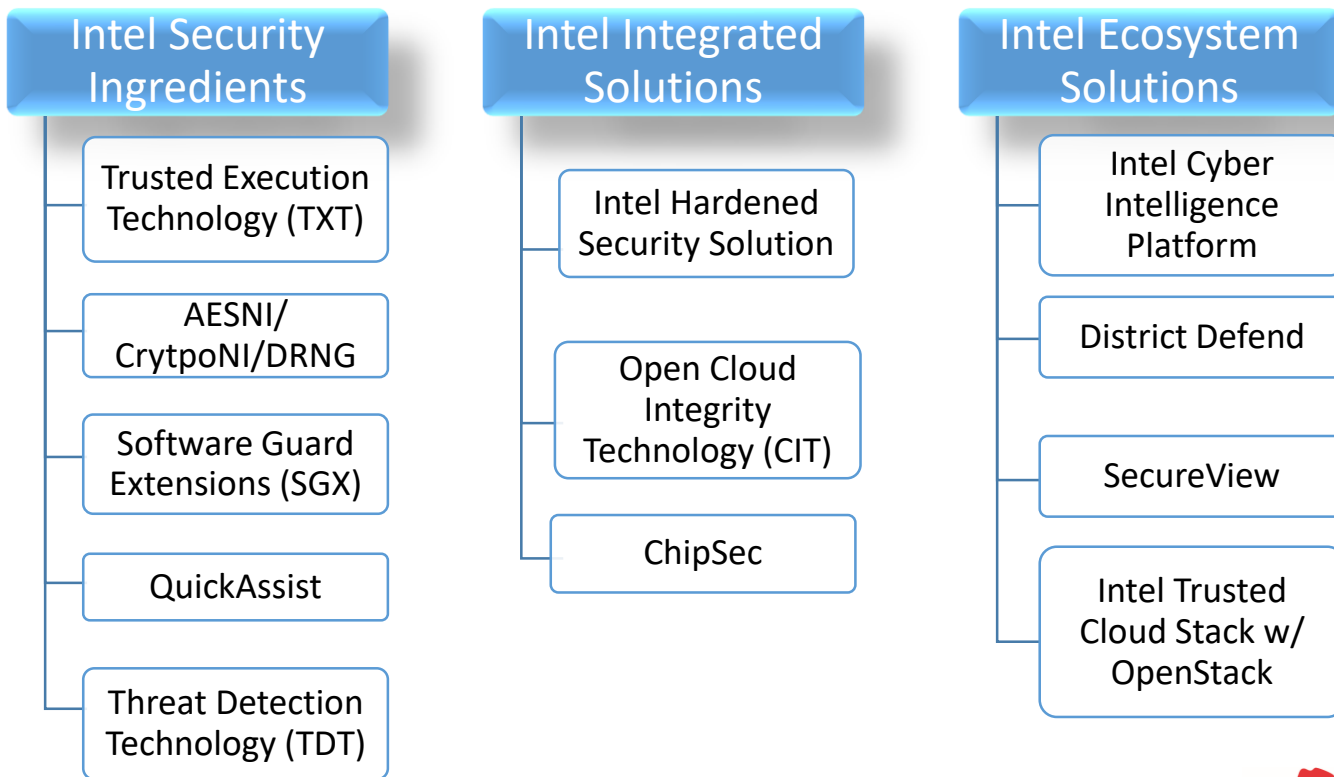 Intel Security
Ingredients
Trusted Execution
Technology (TXT)
AESNI/
CrytpoNI/DRNG
Software Guard
Extensions (SGX)
QuickAssist
Threat Detection
Technology (TDT)
Intel Integrated
Solutions
Intel Hardened
Security Solution
Open Cloud
Integrity
Technology (CIT)
ChipSec
Intel Ecosystem
Solutions
Intel Cyber
Intelligence
Platform
District Defend
SecureView
Intel Trusted
Cloud Stack w/
OpenStack